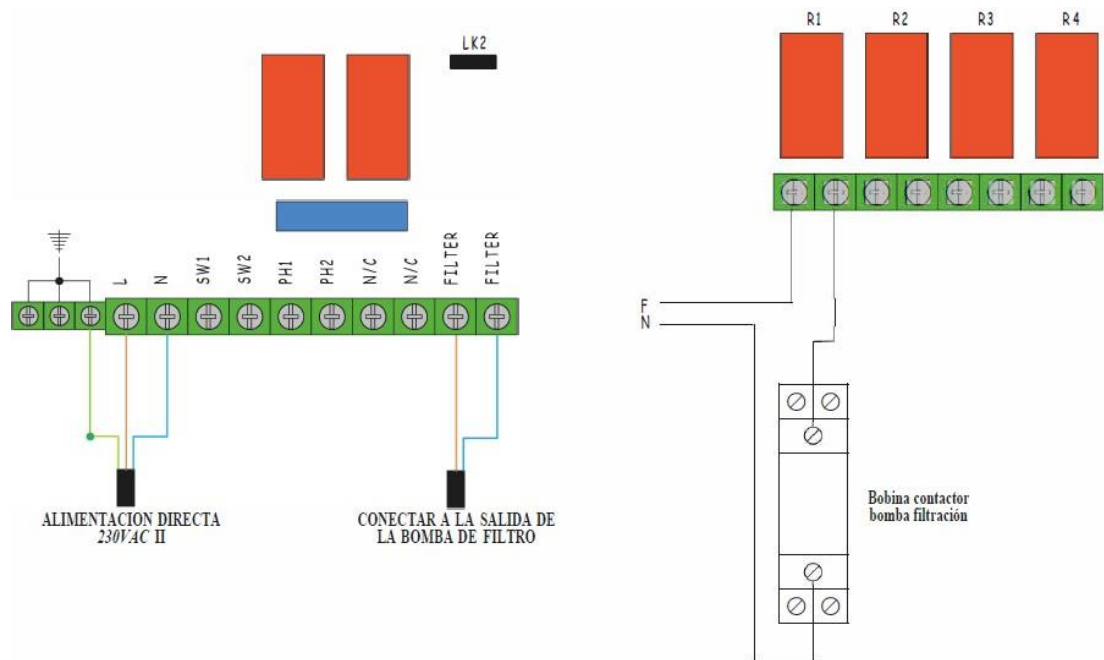 LK2
R1 R2 R3 R4
L N SW1 SW2 PH1 PH2 N/C N/C FILTER FILTER
F
N
ALIMENTACION DIRECTA
230VAC II
CONECTAR A LA SALIDA DE
LA BOMBA DE FILTRO
Bobina contactor
bomba filtración